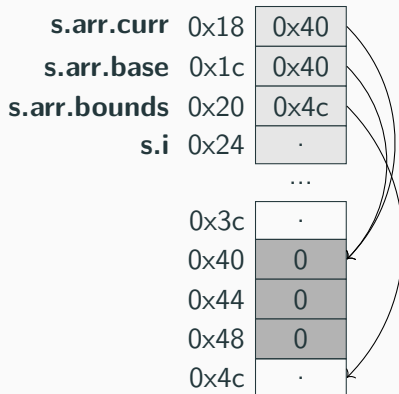 s.arr.curr 0x18 0x40
s.arr.base 0x1c 0x40
s.arr.bounds 0x20 0x4c
s.i 0x24 ·
...
0x3c ·
0x40 0
0x44 0
0x48 0
0x4c ·